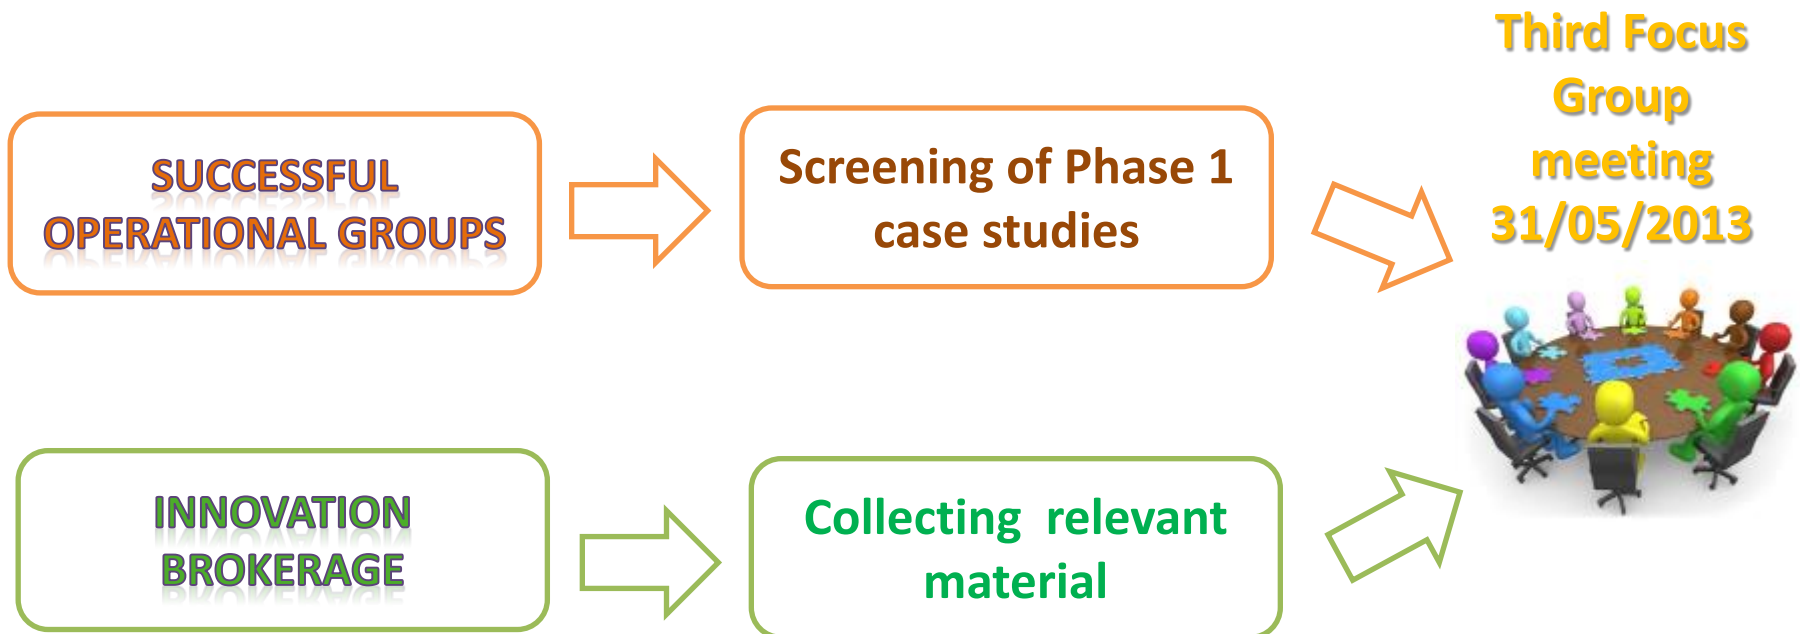 Third Focus
Group
meeting
31/05/2013
SUCCESSFUL
OPERATIONAL GROUPS
Screening of Phase 1
case studies
INNOVATION
BROKERAGE
Collecting relevant
material